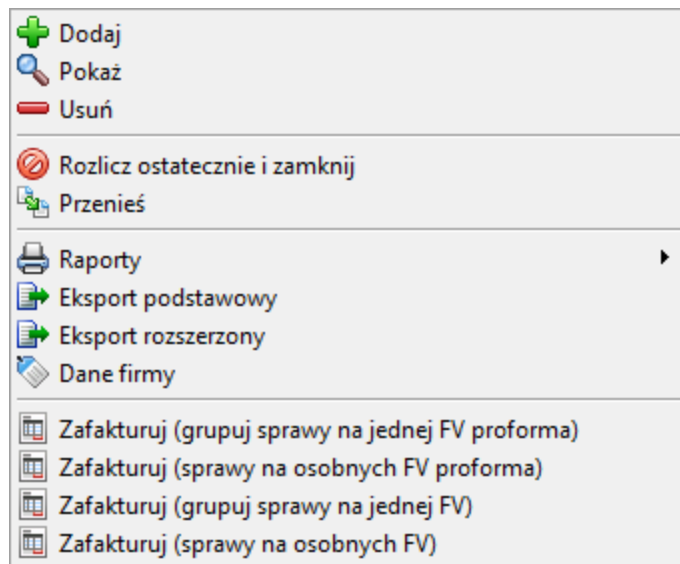 Dodaj
Pokaż
Usuń
Rozlicz ostatecznie i zamknij
Przenieś
Raporty
Eksport podstawowy
Eksport rozszerzony
Dane firmy
Zafakturuj (grupuj sprawy na jednej FV proforma)
Zafakturuj (sprawy na osobnych FV proforma)
Zafakturuj (grupuj sprawy na jednej FV)
Zafakturuj (sprawy na osobnych FV)